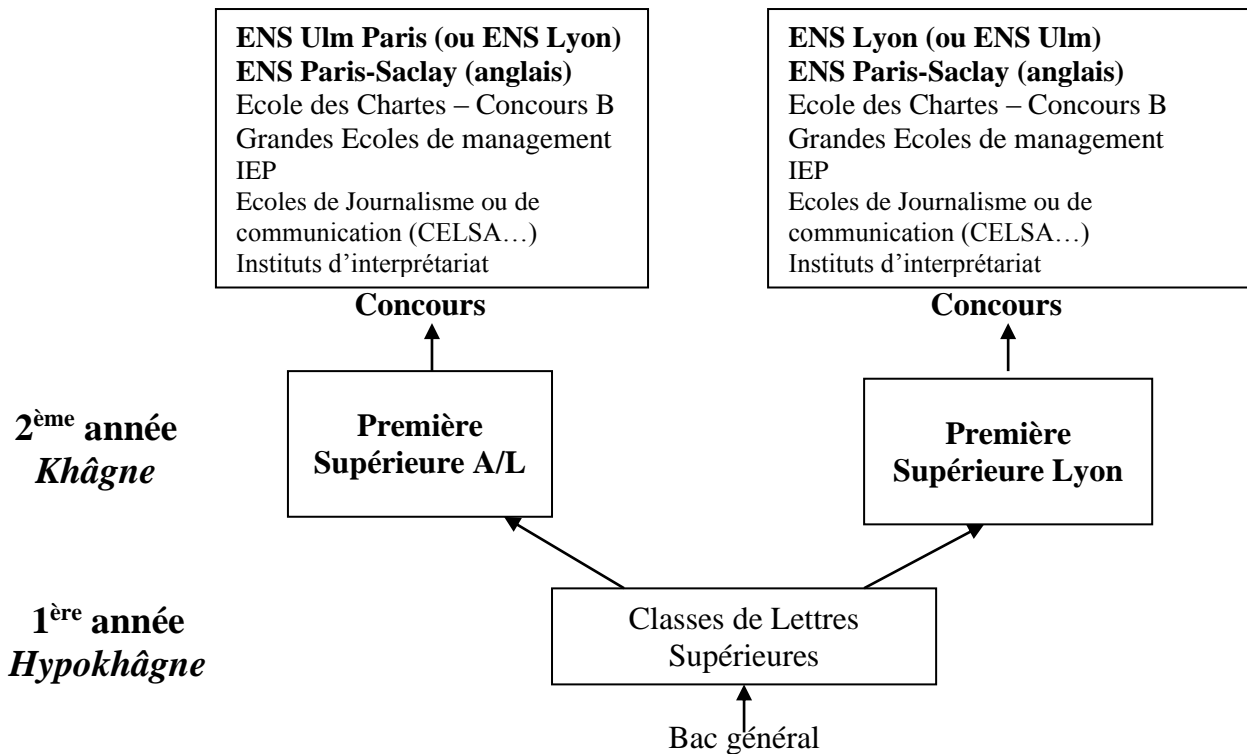 ENS Ulm Paris (ou ENS Lyon)
ENS Paris-Saclay (anglais)
Ecole des Chartes – Concours B
Grandes Ecoles de management
IEP
Ecoles de Journalisme ou de
communication (CELSA…)
Instituts d'interprétariat
ENS Lyon (ou ENS Ulm)
ENS Paris-Saclay (anglais)
Ecole des Chartes – Concours B
Grandes Ecoles de management
IEP
Ecoles de Journalisme ou de
communication (CELSA…)
Instituts d'interprétariat
Concours
Concours
2ème année
Khâgne
Première
Supérieure A/L
Première
Supérieure Lyon
1ère année
Hypokhâgne
Classes de Lettres
Supérieures
Bac général